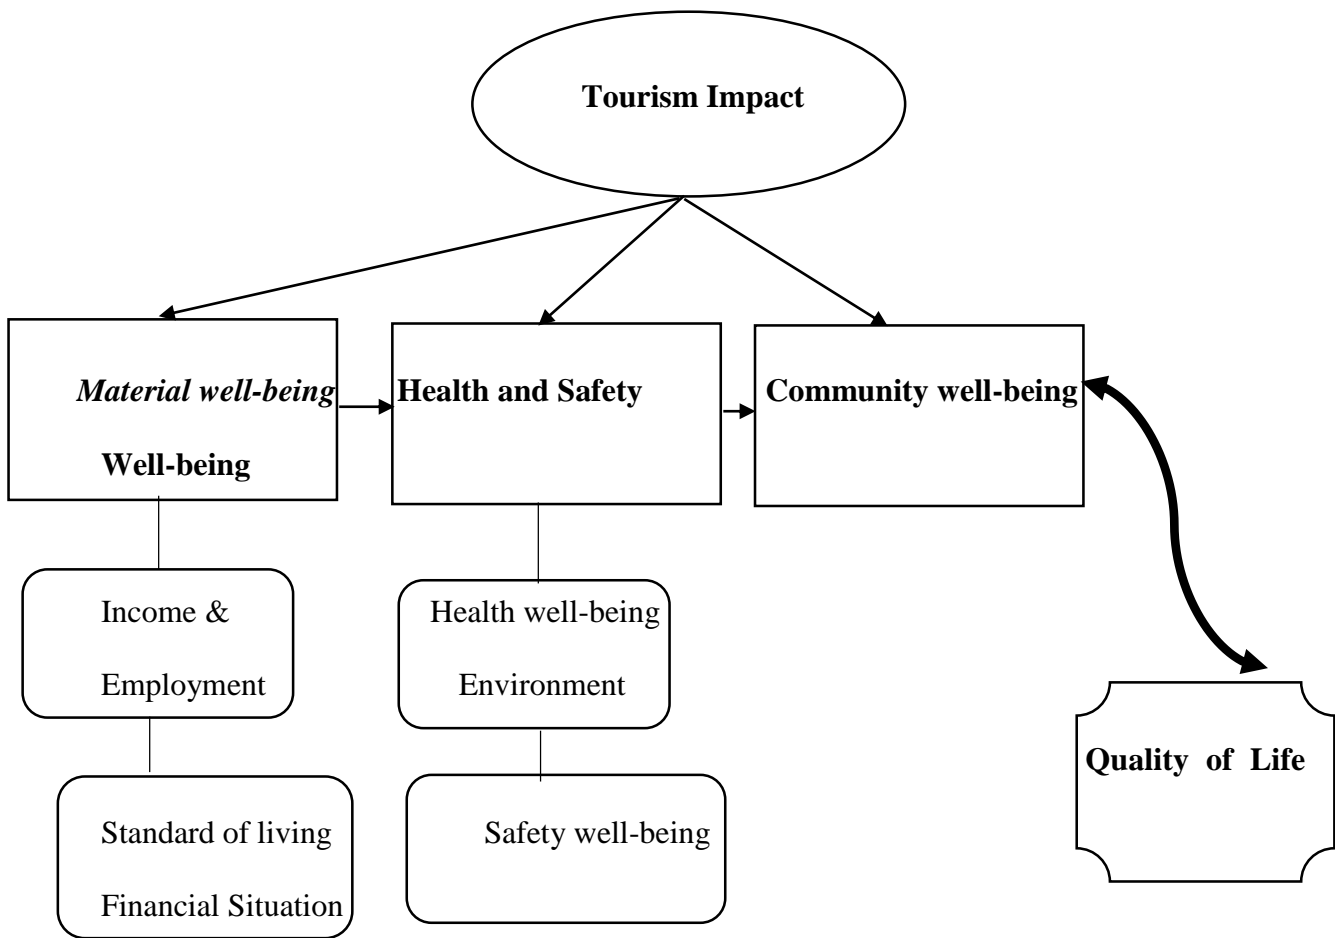 Tourism Impact
Material well-being
Well-being
Health and Safety
Community well-being
Income &
Employment
Health well-being
Environment
Quality of Life
Standard of living
Financial Situation
Safety well-being